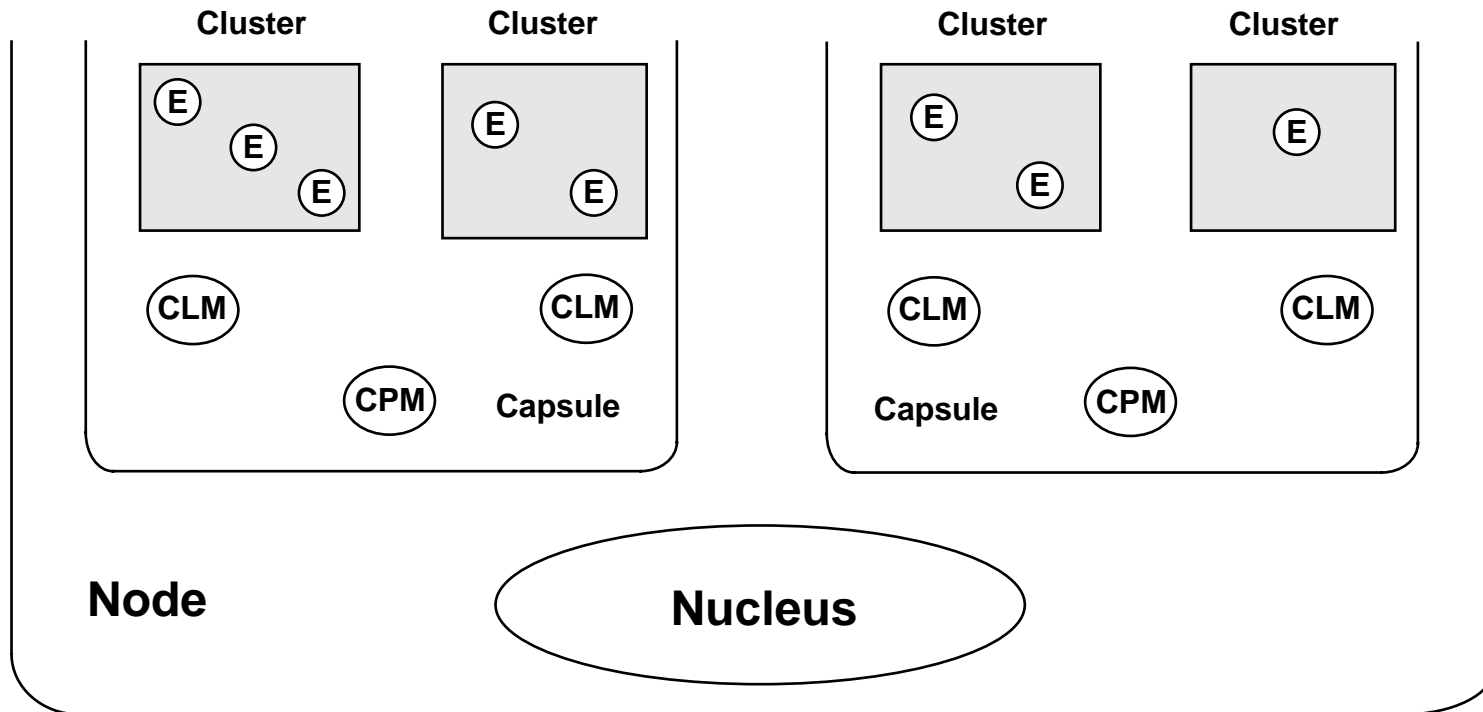 Cluster Cluster Cluster Cluster
E E E E
E E
E E
CLM CLM CLM CLM
CPM Capsule Capsule CPM
Node Nucleus